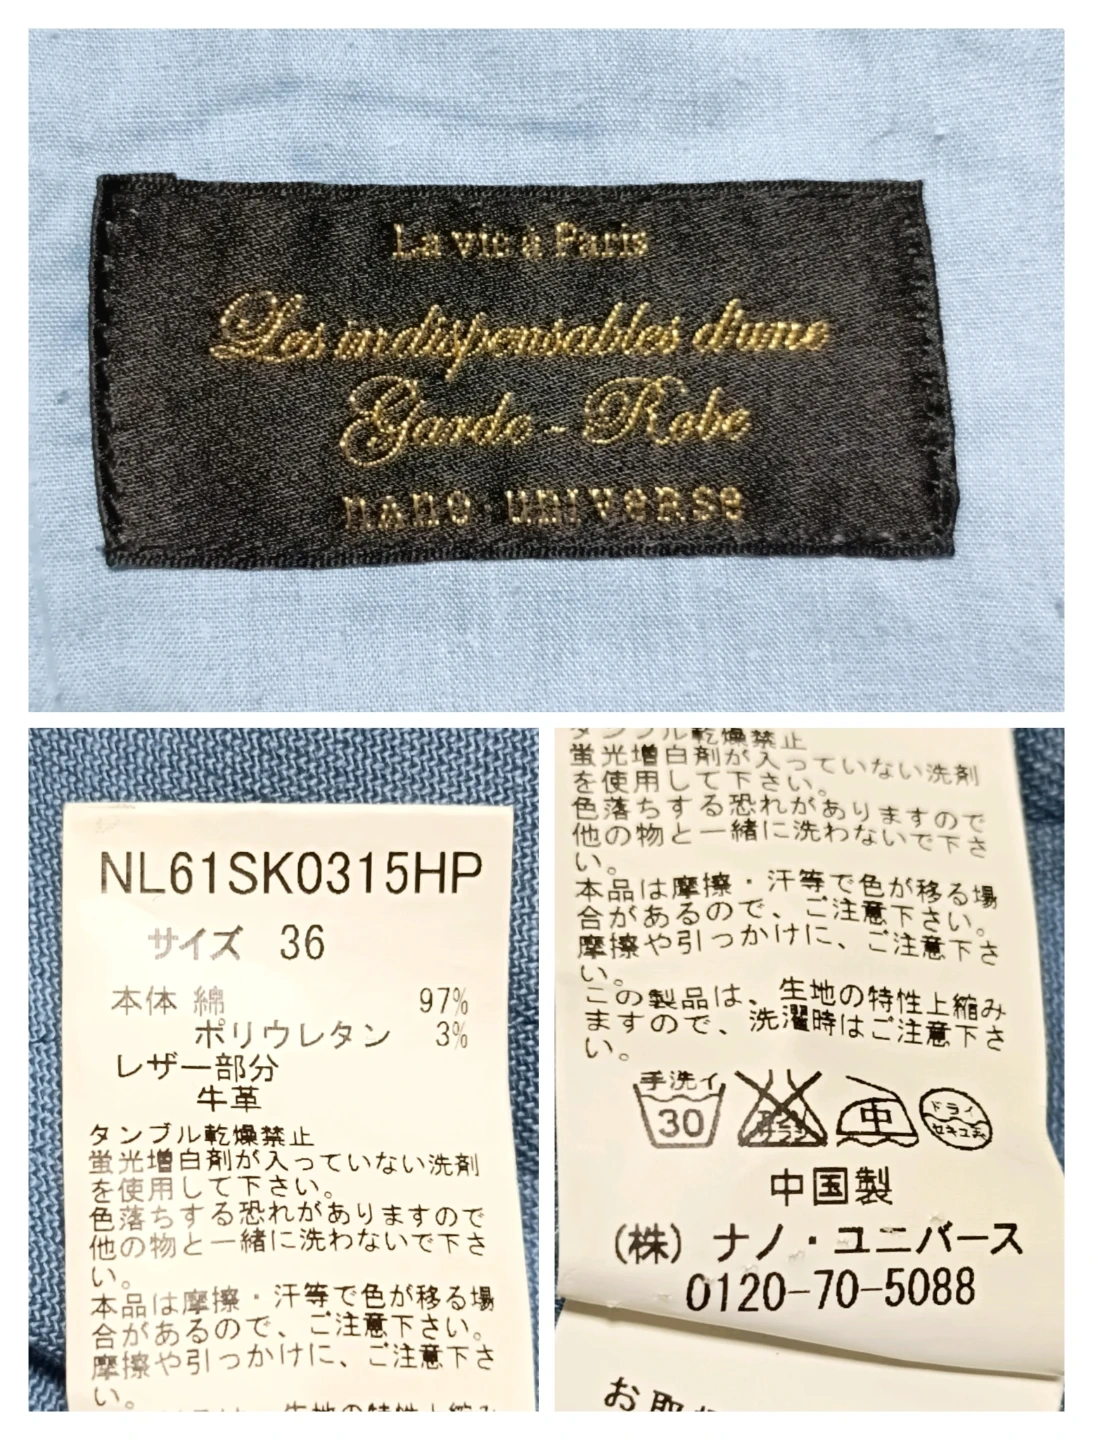 La vie à Paris
Les indispensables d'une
Garde-Robe
nano·universe
NL61SK0315HP
サイズ 36
本体 綿 97%
ポリウレタン 3%
レザー部分
牛革
タンブル乾燥禁止
蛍光増白剤が入っていない洗剤
を使用して下さい。
色落ちする恐れがありますので
他の物と一緒に洗わないで下さ
い。
本品は摩擦・汗等で色が移る場
合があるので、ご注意下さい。
摩擦や引っかけに、ご注意下さ
い。
タンブル乾燥禁止
蛍光増白剤が入っていない洗剤
を使用して下さい。
色落ちする恐れがありますので
他の物と一緒に洗わないで下さ
い。
本品は摩擦・汗等で色が移る場
合があるので、ご注意下さい。
摩擦や引っかけに、ご注意下さ
い。
この製品は、生地の特性上縮み
ますので、洗濯時はご注意下さ
い。
手洗イ
30
エンソサラシ
中
ドライ
セキユ系
中国製
(株) ナノ・ユニバース
0120-70-5088
お取